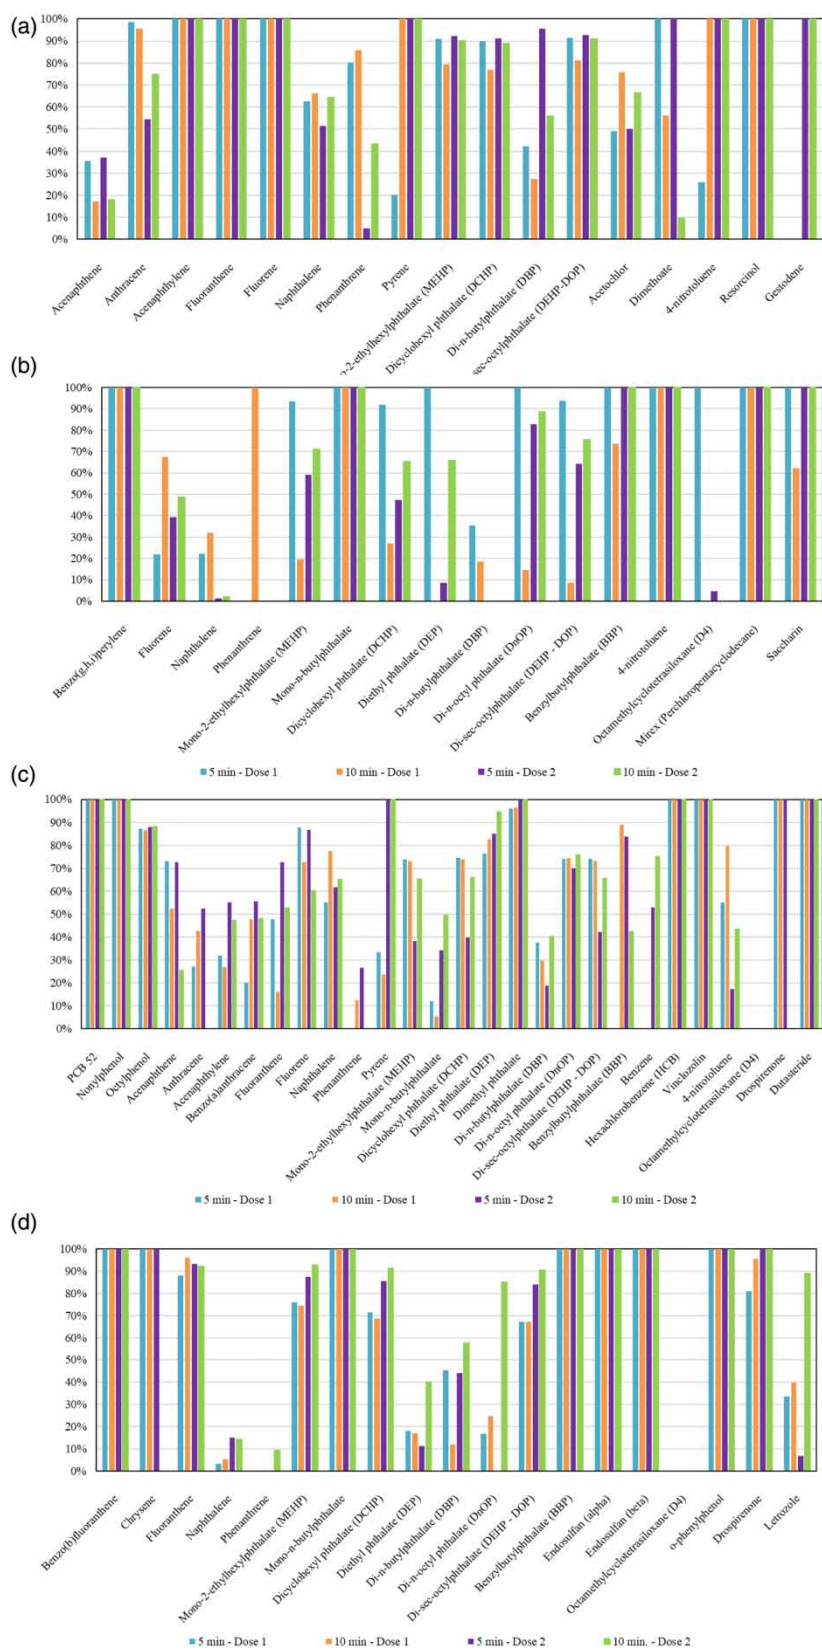 (a)
100%
90%
80%
70%
60%
50%
40%
30%
20%
10%
0%
Acenaphthene
Anthracene
Acenaphthylene
Fluoranthene
Fluorene
Naphthalene
Phenanthrene
Pyrene
o-2-ethylhexylphthalate (MEHP)
Dicyclohexyl phthalate (DCHP)
Di-n-butylphthalate (DBP)
sec-octylphthalate (DEHP-DOP)
Acetochlor
Dimethoate
4-nitrotoluene
Resorcinol
Gestodene
(b)
100%
90%
80%
70%
60%
50%
40%
30%
20%
10%
0%
Benzo(g,h,i)perylene
Fluorene
Naphthalene
Phenanthrene
Mono-2-ethylhexylphthalate (MEHP)
Mono-n-butylphthalate
Dicyclohexyl phthalate (DCHP)
Diethyl phthalate (DEP)
Di-n-butylphthalate (DBP)
Di-n-octyl phthalate (DnOP)
Di-sec-octylphthalate (DEHP - DOP)
Benzylbutylphthalate (BBP)
4-nitrotoluene
Octamethylcyclotetrasiloxane (D4)
Mirex (Perchloropentacyclodecane)
Saccharin
5 min - Dose 1 10 min - Dose 1 5 min - Dose 2 10 min - Dose 2
(c)
100%
90%
80%
70%
60%
50%
40%
30%
20%
10%
0%
PCB 52
Nonylphenol
Octylphenol
Acenaphthene
Anthracene
Acenaphthylene
Benzo(a)anthracene
Fluoranthene
Fluorene
Naphthalene
Phenanthrene
Pyrene
Mono-2-ethylhexylphthalate (MEHP)
Mono-n-butylphthalate
Dicyclohexyl phthalate (DCHP)
Diethyl phthalate (DEP)
Dimethyl phthalate
Di-n-butylphthalate (DBP)
Di-n-octyl phthalate (DnOP)
Di-sec-octylphthalate (DEHP - DOP)
Benzylbutylphthalate (BBP)
Benzene
Hexachlorobenzene (HCB)
Vinclozolin
4-nitrotoluene
Octamethylcyclotetrasiloxane (D4)
Drospirenone
Dutasteride
5 min - Dose 1 10 min - Dose 1 5 min - Dose 2 10 min - Dose 2
(d)
100%
90%
80%
70%
60%
50%
40%
30%
20%
10%
0%
Benzo(b)fluoranthene
Chrysene
Fluoranthene
Naphthalene
Phenanthrene
Mono-2-ethylhexylphthalate (MEHP)
Mono-n-butylphthalate
Dicyclohexyl phthalate (DCHP)
Diethyl phthalate (DEP)
Di-n-butylphthalate (DBP)
Di-n-octyl phthalate (DnOP)
Di-sec-octylphthalate (DEHP - DOP)
Benzylbutylphthalate (BBP)
Endosulfan (alpha)
Endosulfan (beta)
Octamethylcyclotetrasiloxane (D4)
o-phenylphenol
Drospirenone
Letrozole
5 min - Dose 1 10 min - Dose 1 5 min - Dose 2 10 min. - Dose 2